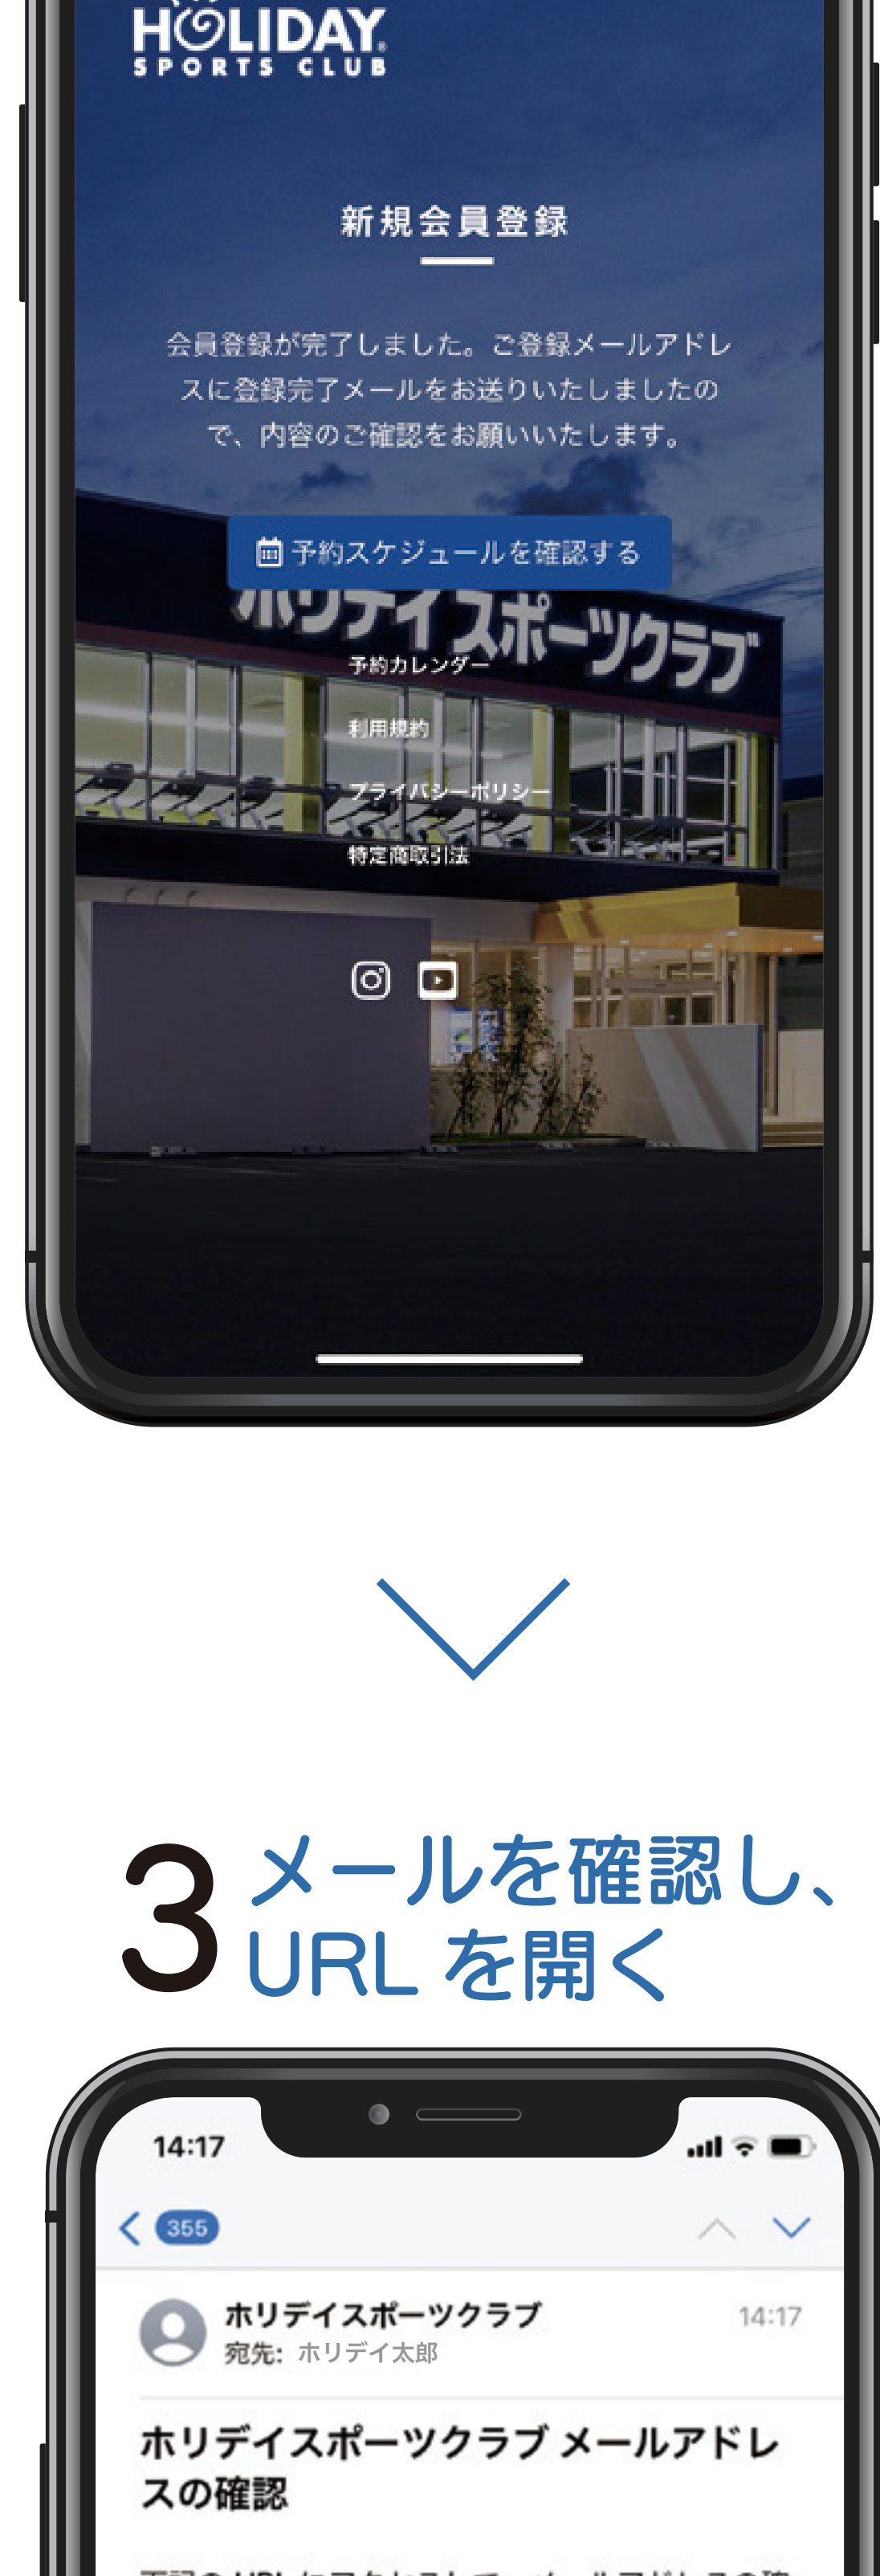 HOLIDAY®
SPORTS CLUB
新規会員登録
会員登録が完了しました。ご登録メールアドレ
スに登録完了メールをお送りいたしましたの
で、内容のご確認をお願いいたします。
予約スケジュールを確認する
ホリデイスポーツクラブ
予約カレンダー
利用規約
プライバシーポリシー
特定商取引法
3 メールを確認し、
URL を開く
14:17
355
ホリデイスポーツクラブ 14:17
宛先: ホリデイ太郎
ホリデイスポーツクラブ メールアドレ
スの確認